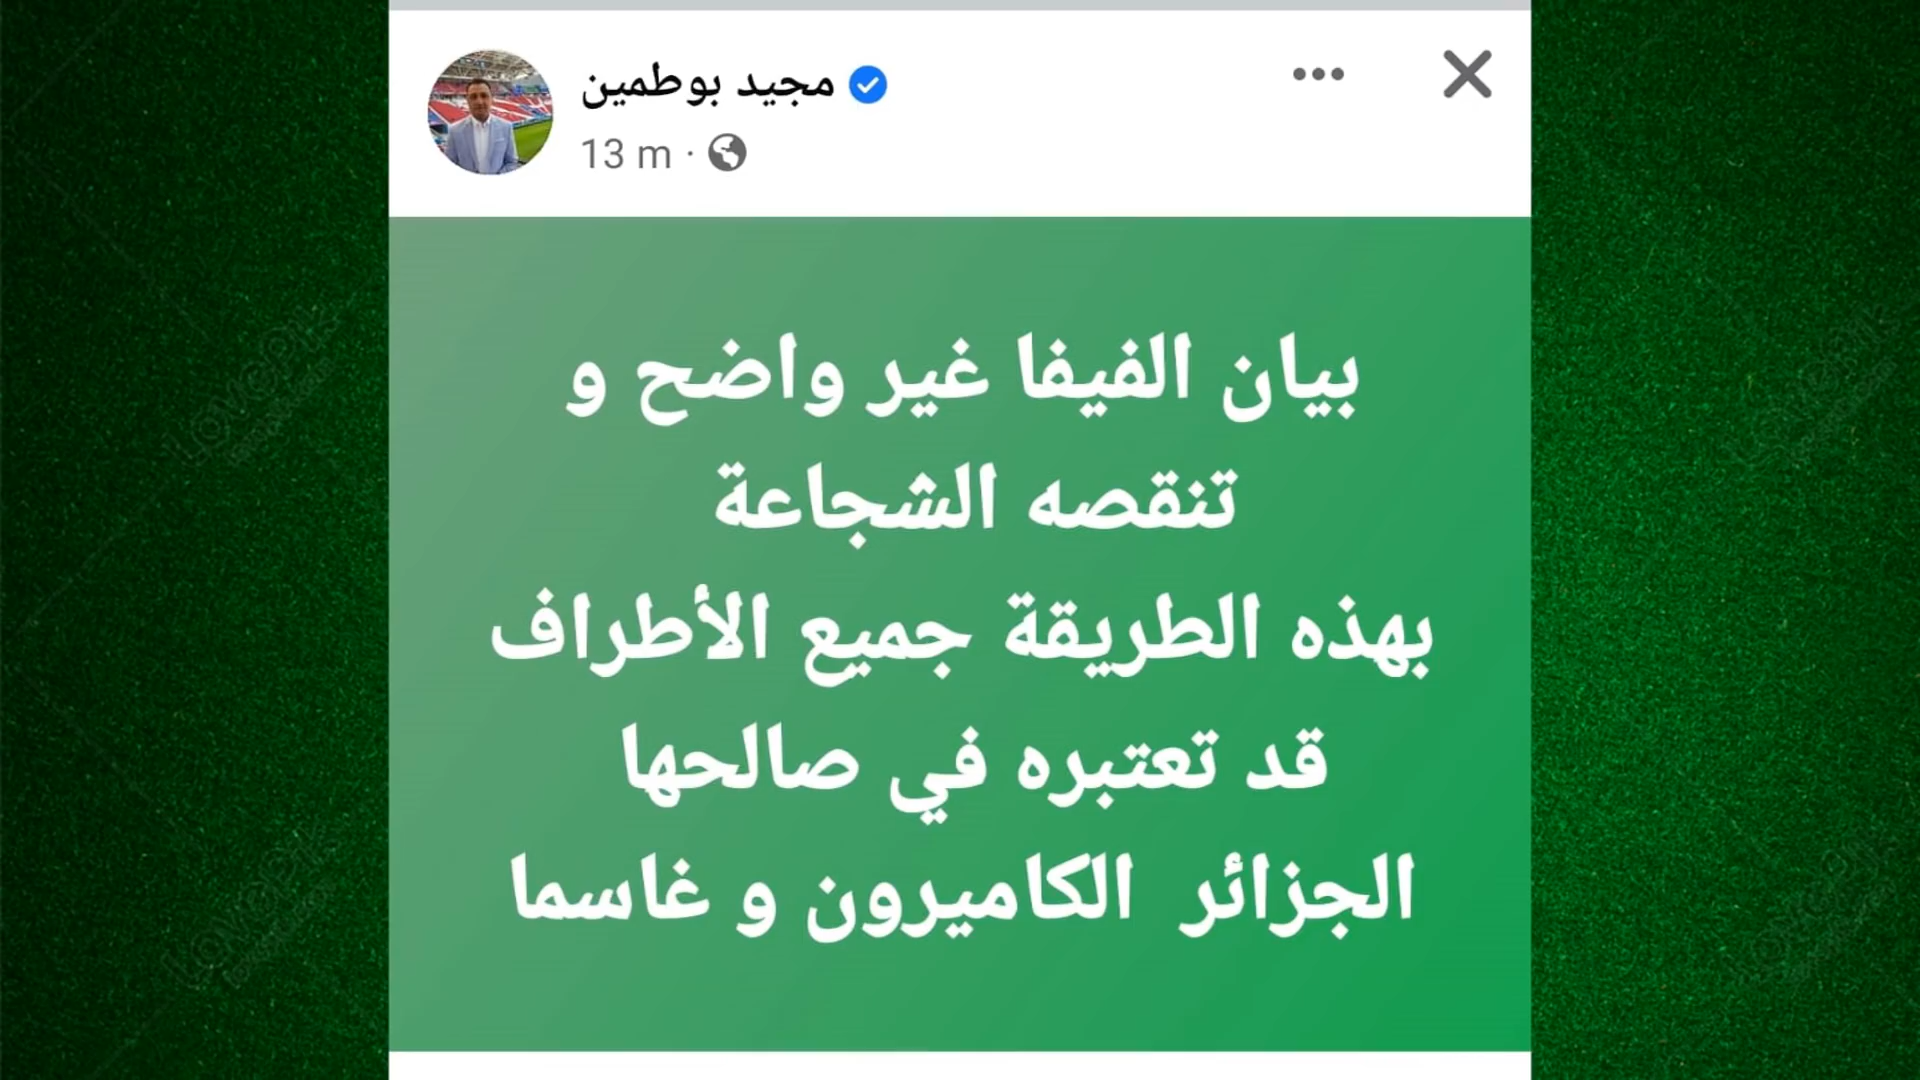 مجيد بوطمين
13 m ·
بيان الفيفا غير واضح و
تنقصه الشجاعة
بهذه الطريقة جميع الأطراف
قد تعتبره في صالحها
الجزائر الكاميرون و غاسما